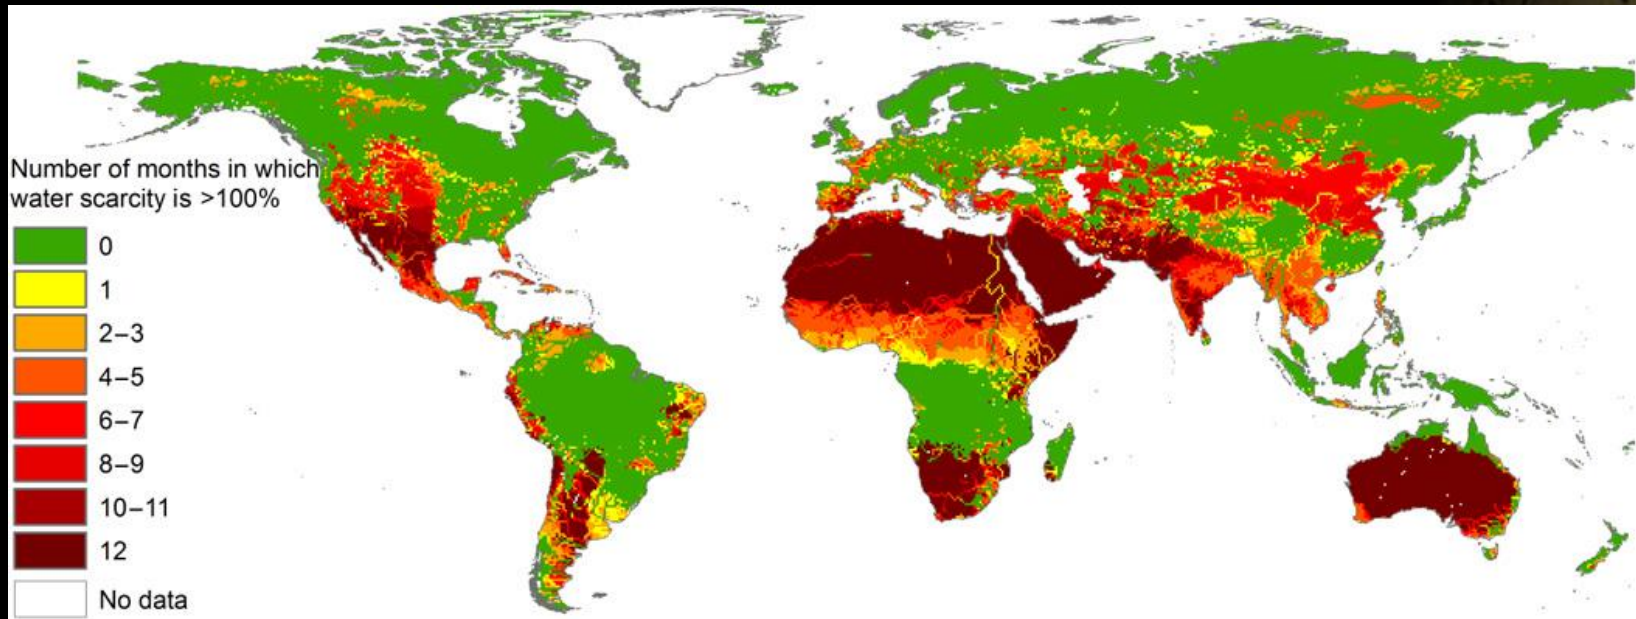 Number of months in which
water scarcity is >100%
0
1
2–3
4–5
6–7
8–9
10–11
12
No data